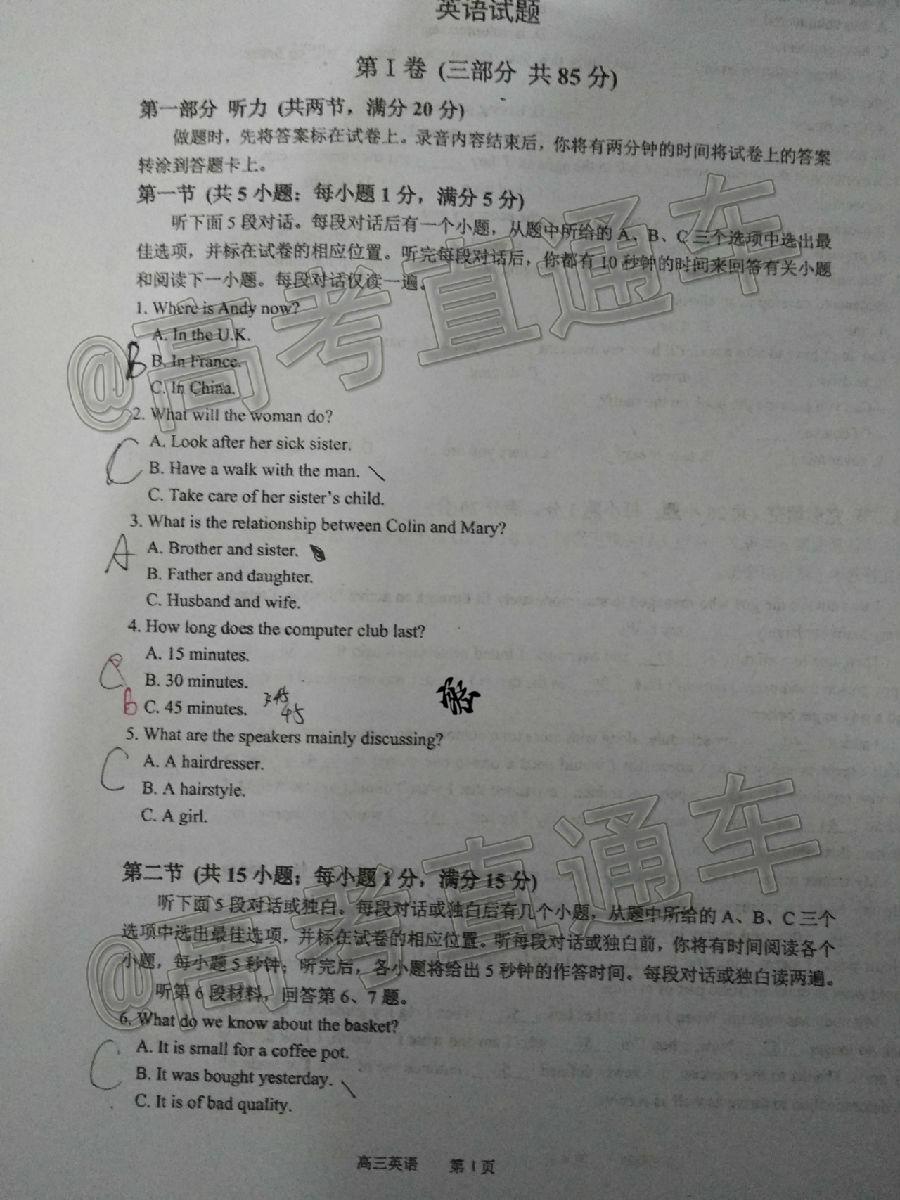 英语试题
第 I 卷 (三部分 共 85 分)
第一部分 听力 (共两节，满分 20 分)
做题时，先将答案标在试卷上。录音内容结束后，你将有两分钟的时间将试卷上的答案
转涂到答题卡上。
第一节 (共 5 小题；每小题 1 分，满分 5 分)
听下面 5 段对话。每段对话后有一个小题，从题中所给的 A、B、C 三个选项中选出最
佳选项，并标在试卷的相应位置。听完每段对话后，你都有 10 秒钟的时间来回答有关小题
和阅读下一小题。每段对话仅读一遍。
1. Where is Andy now?
A. In the U.K.
B B. In France.
C. In China.
2. What will the woman do?
A. Look after her sick sister.
C B. Have a walk with the man.
C. Take care of her sister's child.
3. What is the relationship between Colin and Mary?
A A. Brother and sister.
B. Father and daughter.
C. Husband and wife.
4. How long does the computer club last?
A. 15 minutes.
C B. 30 minutes.
B C. 45 minutes. 45
5. What are the speakers mainly discussing?
C A. A hairdresser.
B. A hairstyle.
C. A girl.
第二节 (共 15 小题；每小题 1 分，满分 15 分)
听下面 5 段对话或独白。每段对话或独白后有几个小题，从题中所给的 A、B、C 三个
选项中选出最佳选项，并标在试卷的相应位置。听每段对话或独白前，你将有时间阅读各个
小题，每小题 5 秒钟；听完后，各小题将给出 5 秒钟的作答时间。每段对话或独白读两遍。
听第 6 段材料，回答第 6、7 题。
6. What do we know about the basket?
C A. It is small for a coffee pot.
B. It was bought yesterday.
C. It is of bad quality.
高三英语 第 1 页
@高考直通车
@高考直通车